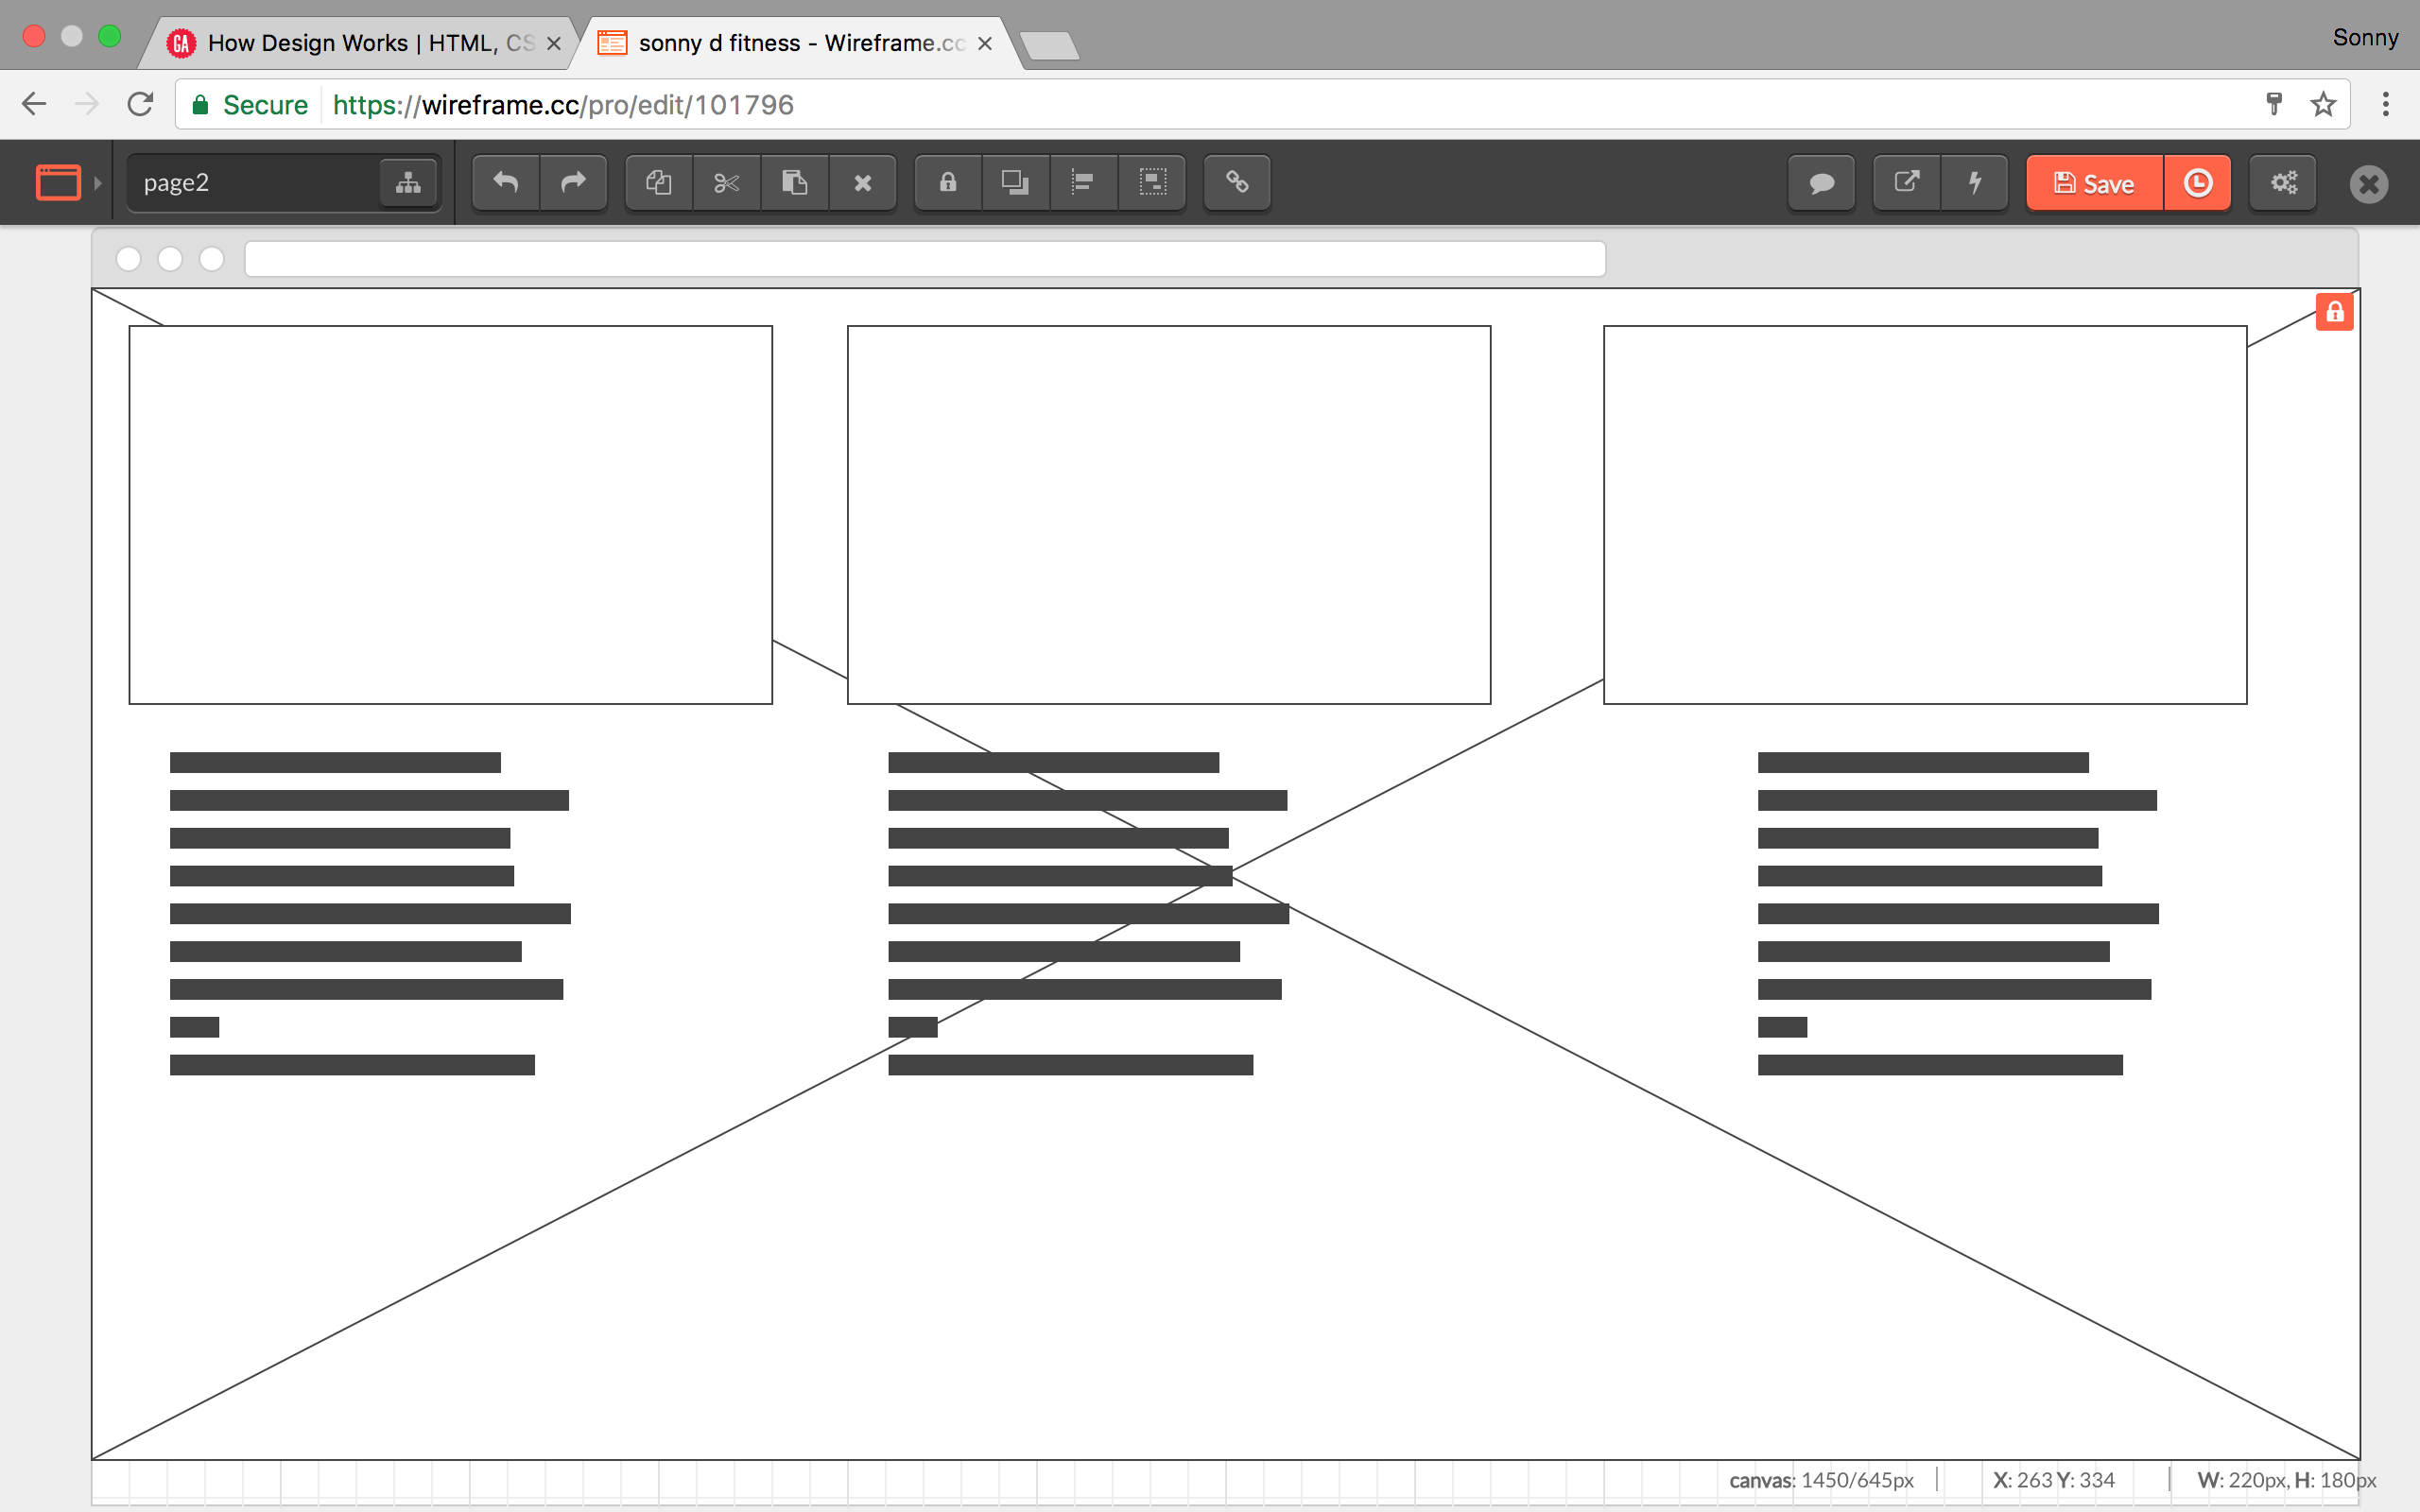 How Design Works | HTML, CS
sonny d fitness - Wireframe.cc
Sonny
Secure https://wireframe.cc/pro/edit/101796
page2
Save
canvas: 1450/645px | X: 263 Y: 334 | W: 220px, H: 180px